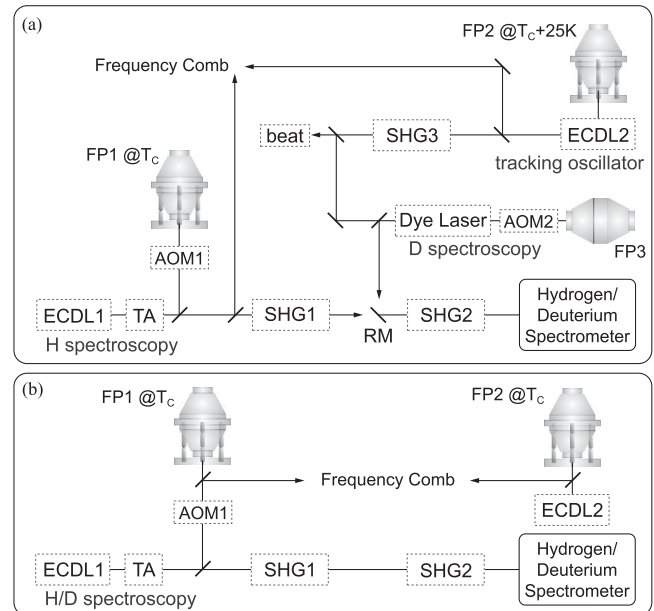 (a)
FP2 @T_C+25K
Frequency Comb
beat
SHG3
ECDL2
tracking oscillator
FP1 @T_C
Dye Laser
AOM2
D spectroscopy
FP3
AOM1
ECDL1
TA
SHG1
RM
SHG2
Hydrogen/
Deuterium
Spectrometer
H spectroscopy
(b)
FP1 @T_C
FP2 @T_C
Frequency Comb
AOM1
ECDL2
ECDL1
TA
SHG1
SHG2
Hydrogen/
Deuterium
Spectrometer
H/D spectroscopy